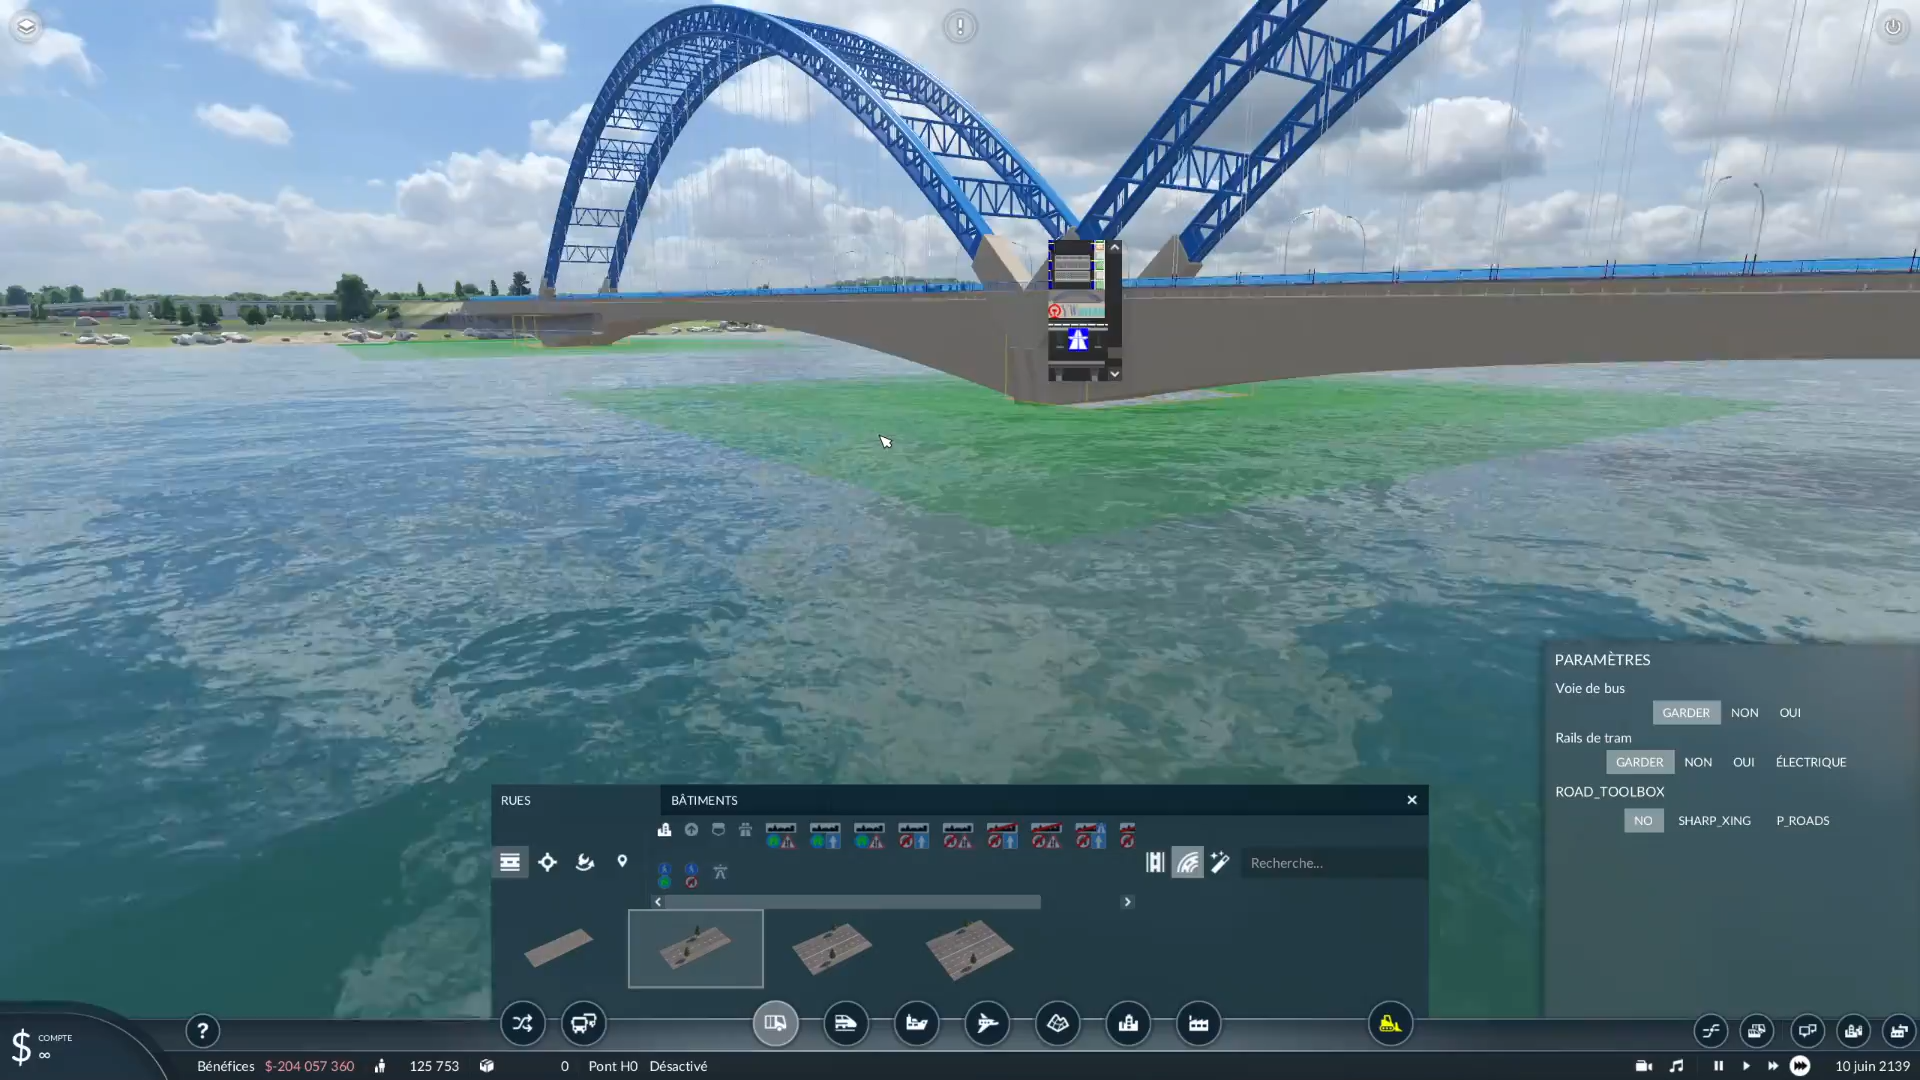 PARAMÈTRES
Voie de bus
GARDER NON OUI
Rails de tram
GARDER NON OUI ÉLECTRIQUE
ROAD_TOOLBOX
NO SHARP_XING P_ROADS
RUES BÂTIMENTS
Recherche...
COMPTE
∞
Bénéfices $-204 057 360 125 753 0 Pont H0 Désactivé 10 juin 2139